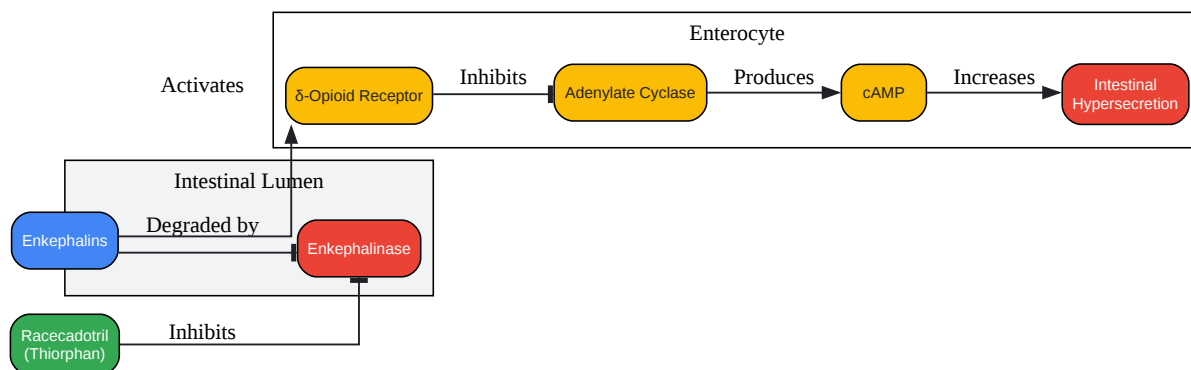 Enterocyte
Activates
δ-Opioid Receptor
Inhibits
Adenylate Cyclase
Produces
cAMP
Increases
Intestinal
Hypersecretion
Intestinal Lumen
Enkephalins
Degraded by
Enkephalinase
Racecadotril
(Thiorphan)
Inhibits